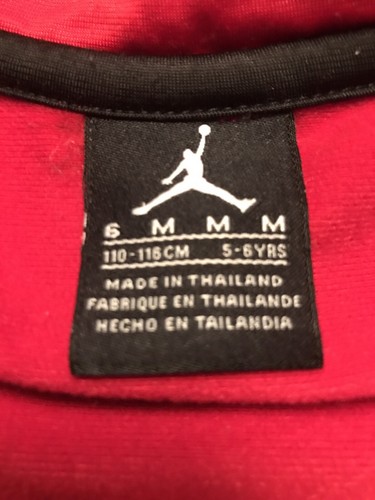 6 M M M
110-116CM 5-6YRS
MADE IN THAILAND
FABRIQUE EN THAILANDE
HECHO EN TAILANDIA